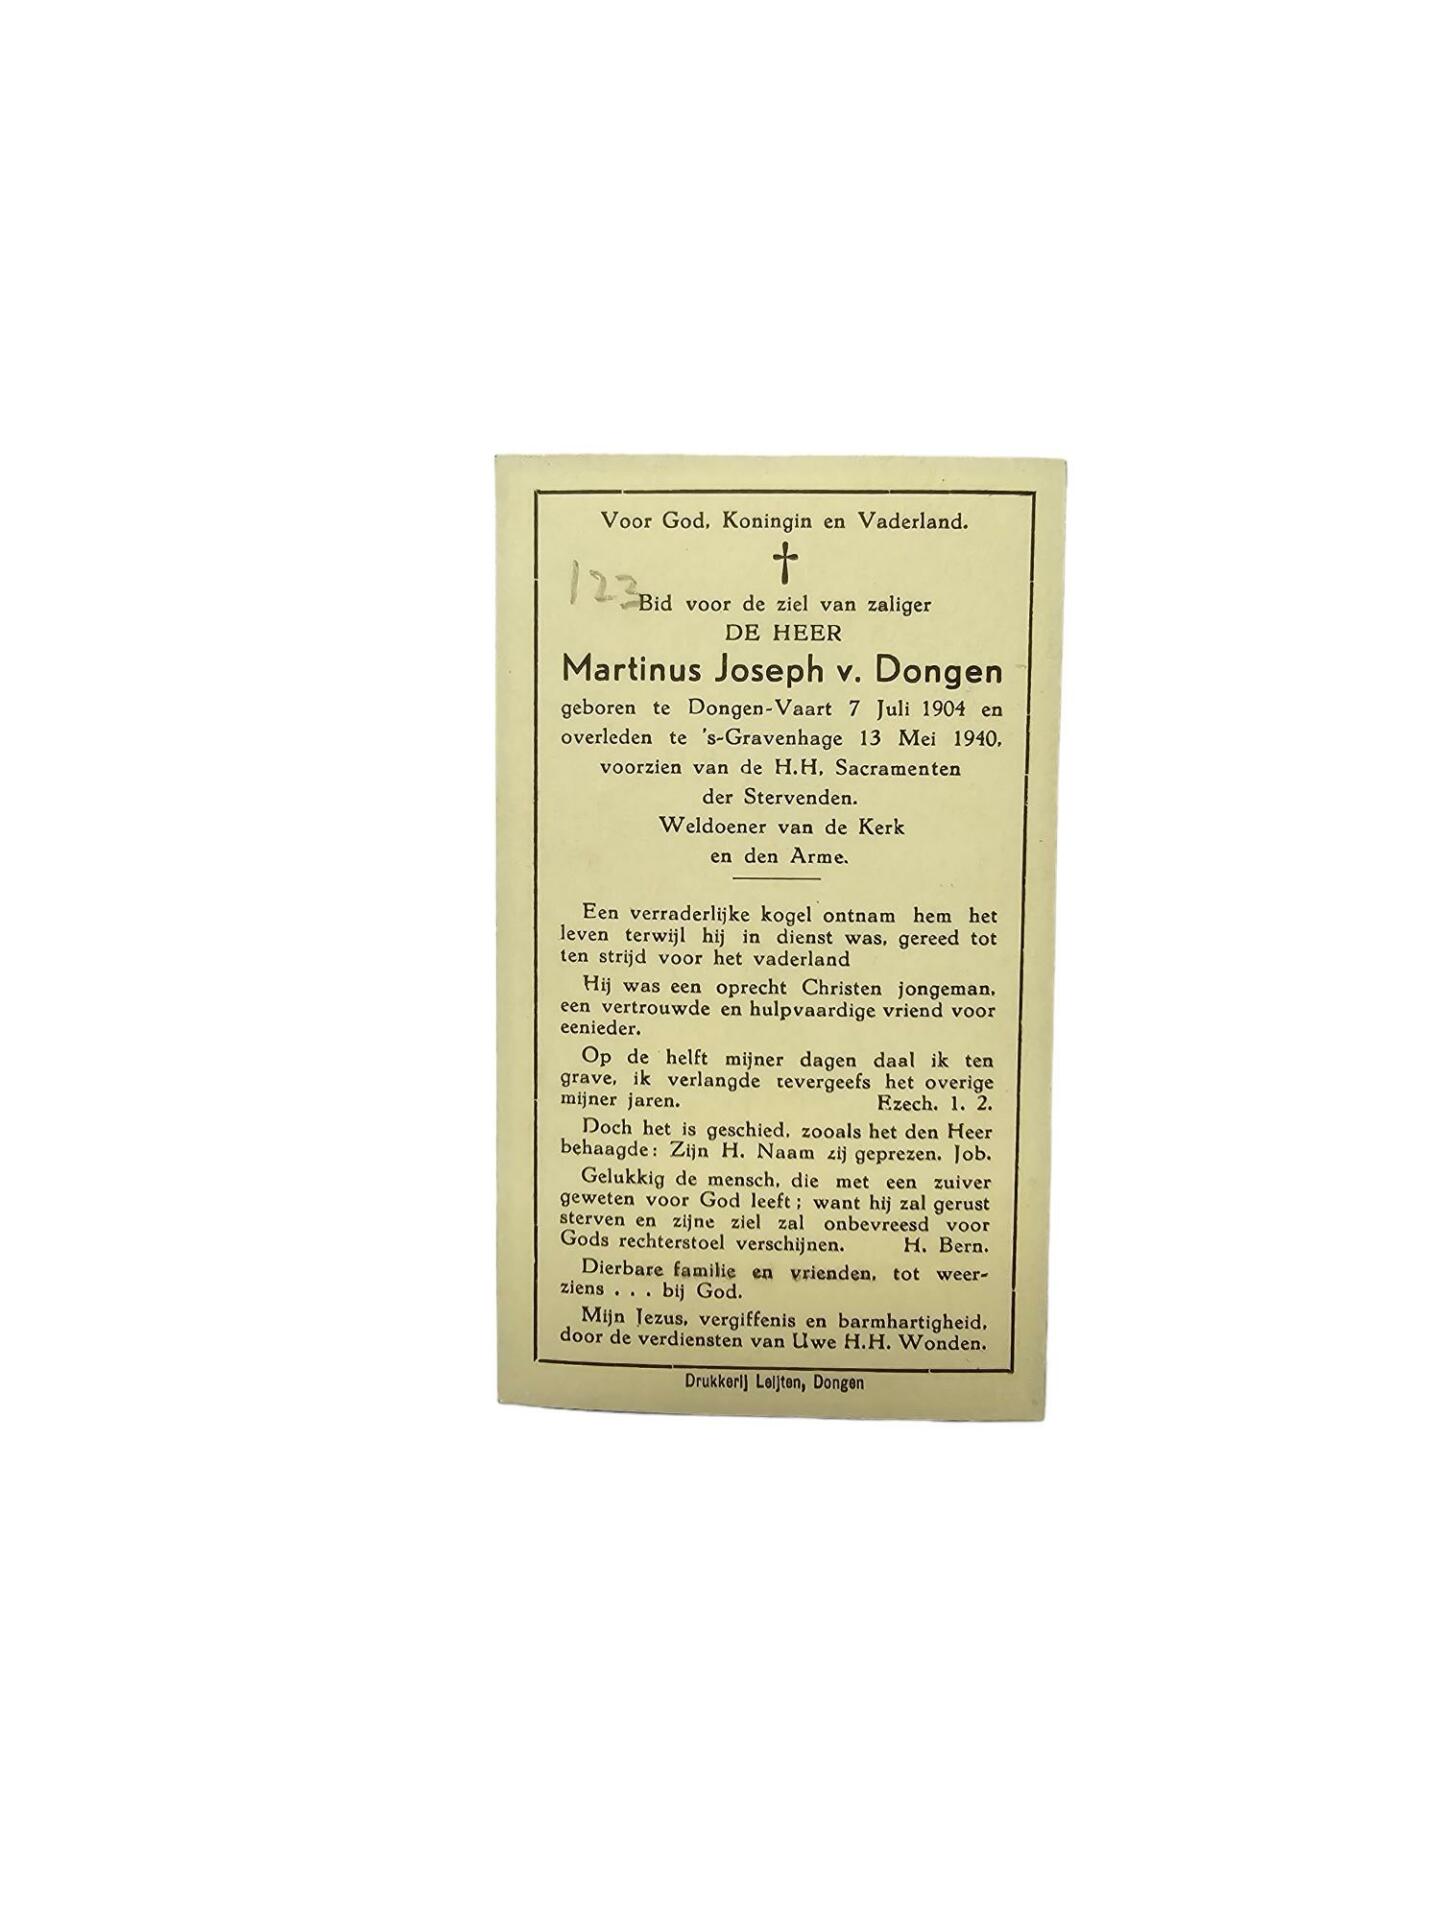 Voor God, Koningin en Vaderland.
123
Bid voor de ziel van zaliger
DE HEER
Martinus Joseph v. Dongen
geboren te Dongen-Vaart 7 Juli 1904 en
overleden te 's-Gravenhage 13 Mei 1940,
voorzien van de H.H. Sacramenten
der Stervenden.
Weldoener van de Kerk
en den Arme.
Een verraderlijke kogel ontnam hem het
leven terwijl hij in dienst was, gereed tot
ten strijd voor het vaderland
Hij was een oprecht Christen jongeman,
een vertrouwde en hulpvaardige vriend voor
eenieder.
Op de helft mijner dagen daal ik ten
grave, ik verlangde tevergeefs het overige
mijner jaren. Ezech. 1. 2.
Doch het is geschied, zooals het den Heer
behaagde: Zijn H. Naam zij geprezen. Job.
Gelukkig de mensch, die met een zuiver
geweten voor God leeft; want hij zal gerust
sterven en zijne ziel zal onbevreesd voor
Gods rechterstoel verschijnen. H. Bern.
Dierbare familie en vrienden, tot weer-
ziens . . . bij God.
Mijn Jezus, vergiffenis en barmhartigheid,
door de verdiensten van Uwe H.H. Wonden.
Drukkerij Leijten, Dongen